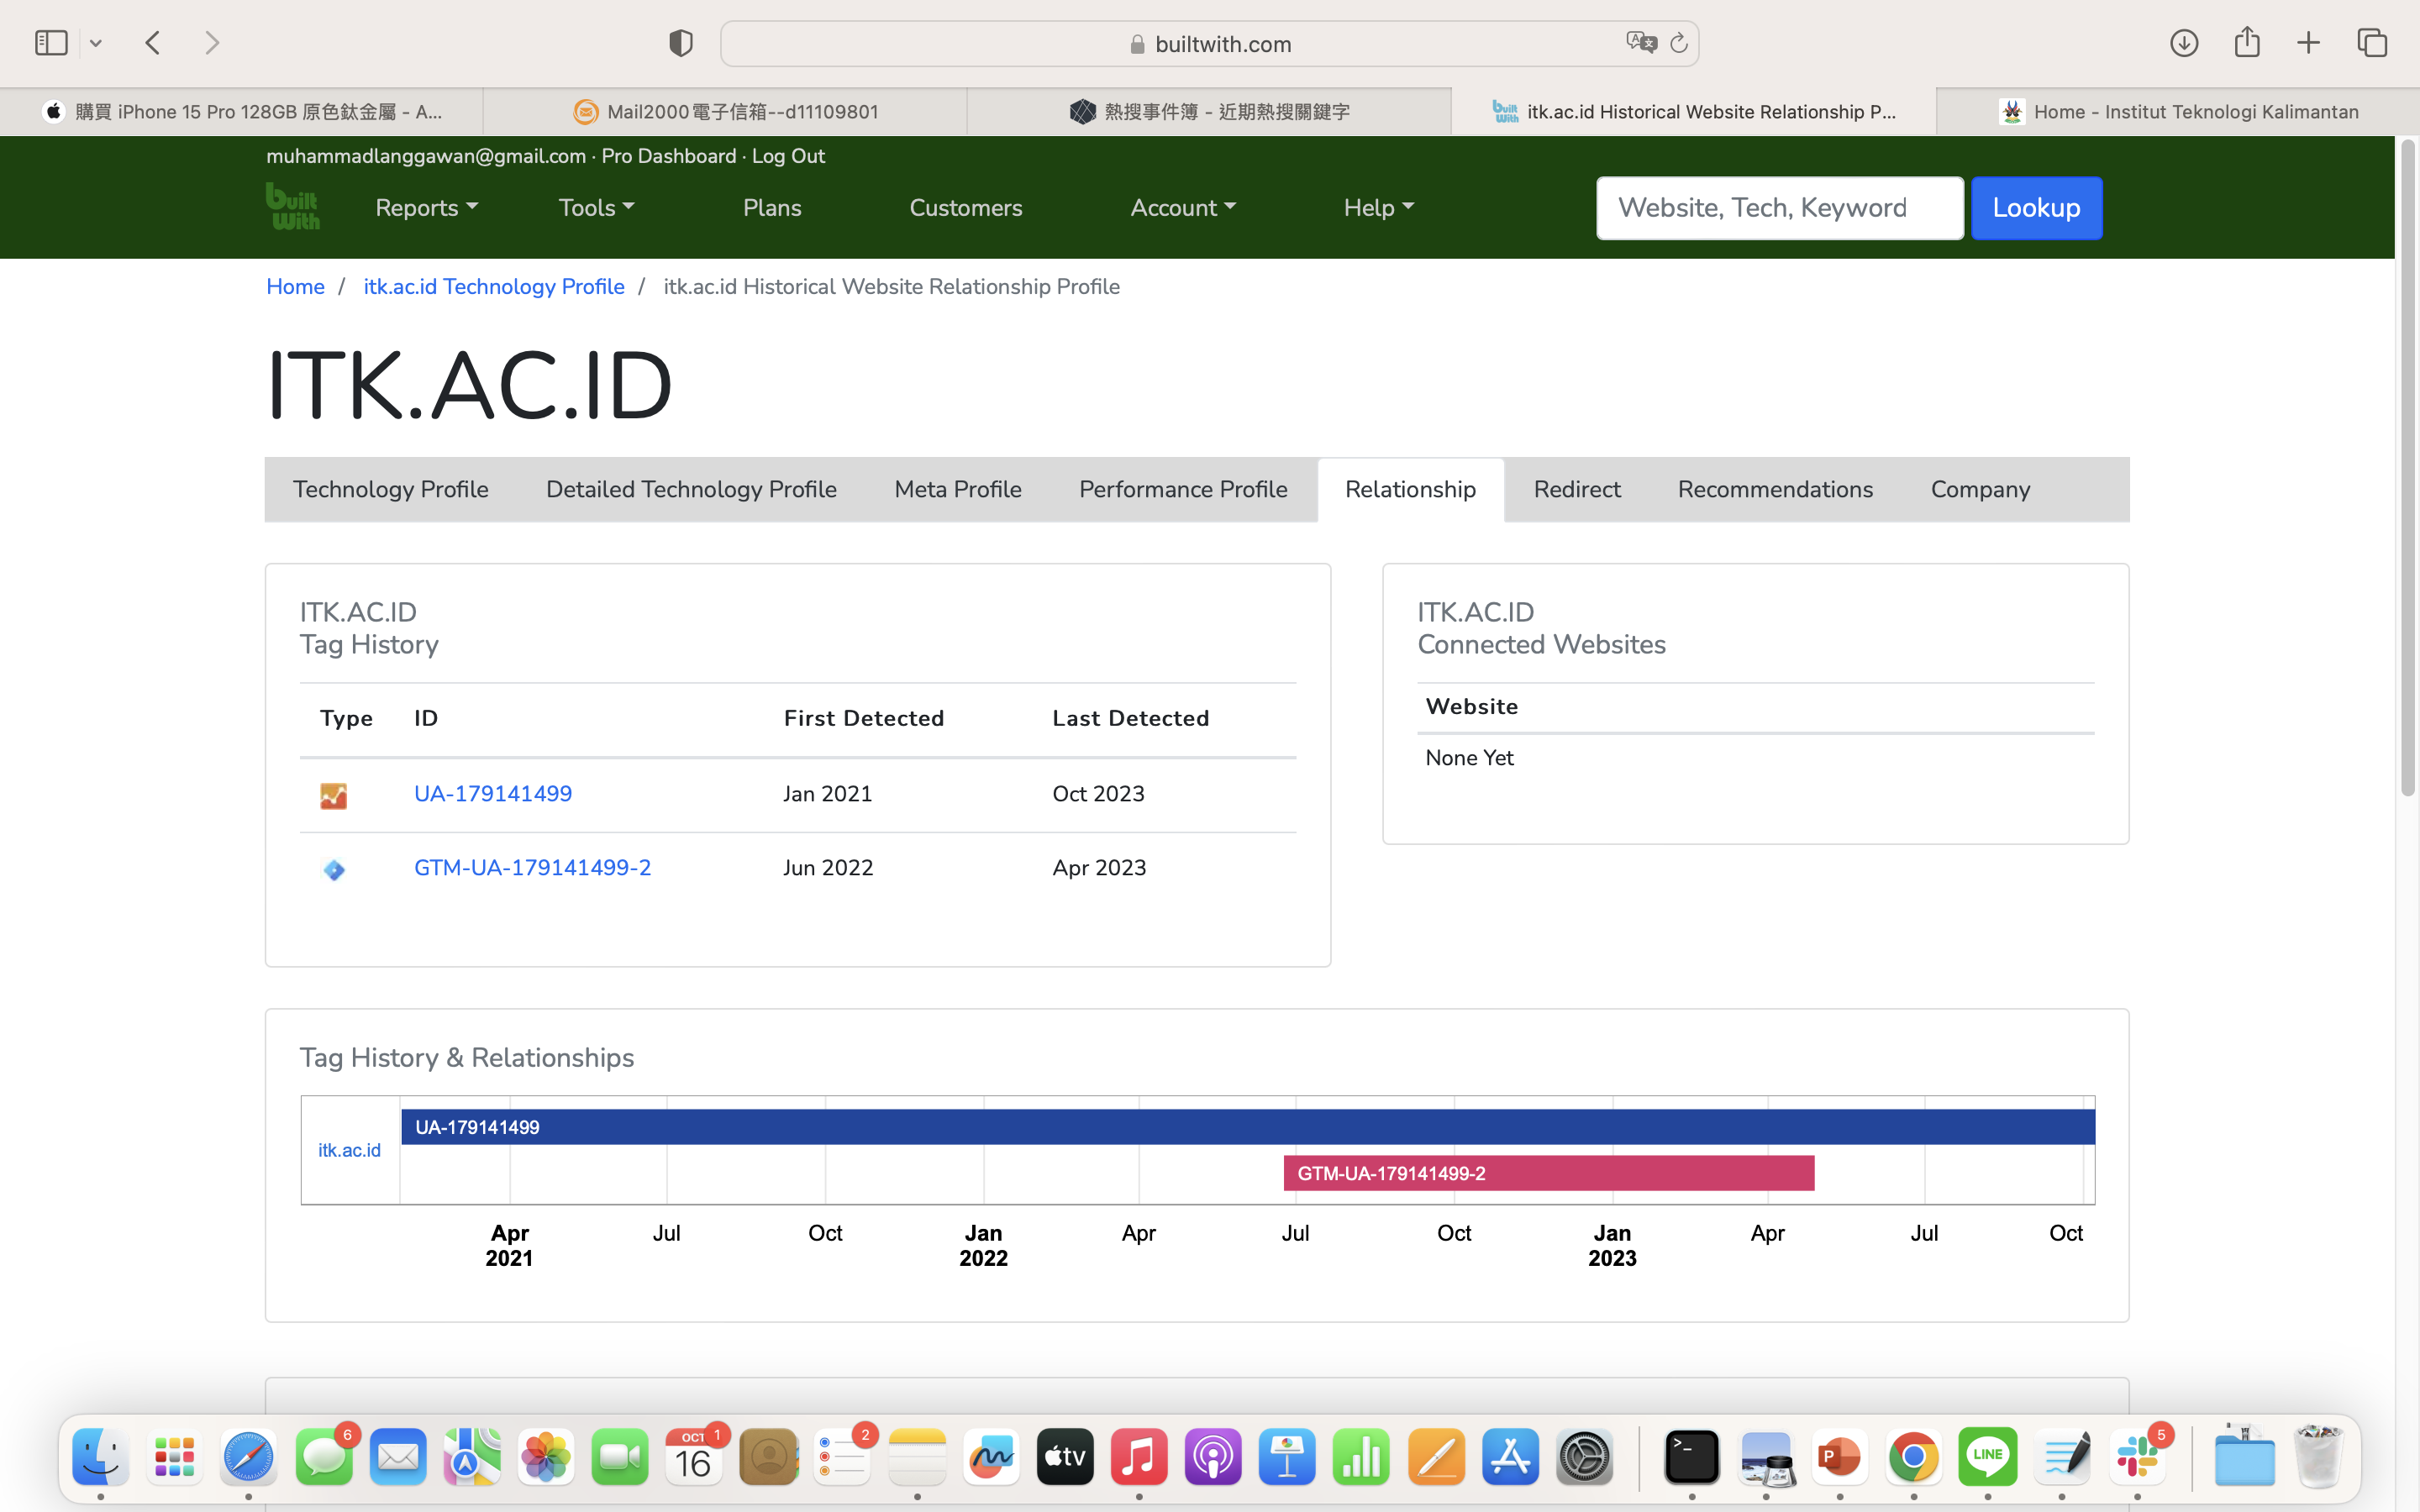 builtwith.com
購買 iPhone 15 Pro 128GB 原色鈦金屬 - A...
Mail2000電子信箱--d11109801
熱搜事件簿 - 近期熱搜關鍵字
built With
itk.ac.id Historical Website Relationship P...
Home - Institut Teknologi Kalimantan
muhammadlanggawan@gmail.com · Pro Dashboard · Log Out
built With
Reports
Tools
Plans
Customers
Account
Help
Website, Tech, Keyword
Lookup
Home / itk.ac.id Technology Profile / itk.ac.id Historical Website Relationship Profile
ITK.AC.ID
Technology Profile
Detailed Technology Profile
Meta Profile
Performance Profile
Relationship
Redirect
Recommendations
Company
ITK.AC.ID
Tag History
Type ID First Detected Last Detected
UA-179141499 Jan 2021 Oct 2023
GTM-UA-179141499-2 Jun 2022 Apr 2023
ITK.AC.ID
Connected Websites
Website
None Yet
Tag History & Relationships
itk.ac.id
UA-179141499
GTM-UA-179141499-2
Apr Jul Oct Jan Apr Jul Oct Jan Apr Jul Oct
2021 2022 2023
6
OCT 1
16
2
tv
>_
P
LINE
5